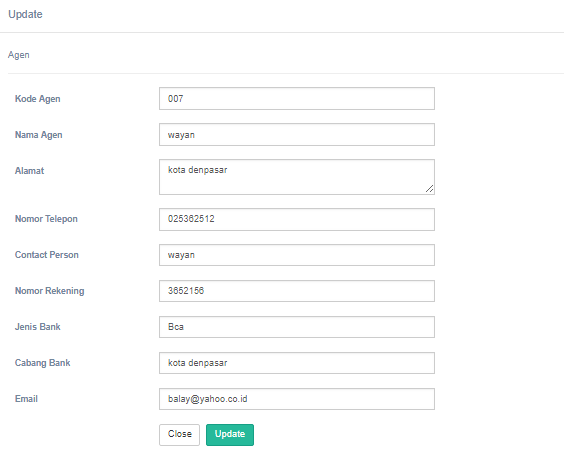 Update
Agen
Kode Agen 007
Nama Agen wayan
Alamat kota denpasar
Nomor Telepon 025362512
Contact Person wayan
Nomor Rekening 3652156
Jenis Bank Bca
Cabang Bank kota denpasar
Email balay@yahoo.co.id
Close Update